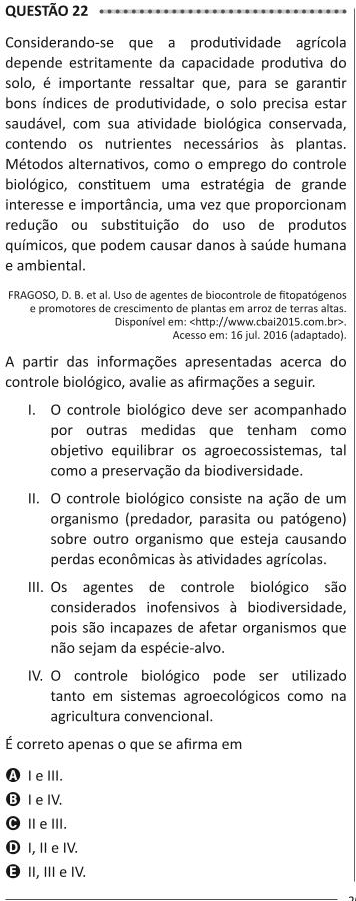 QUESTÃO 22
Considerando-se que a produtividade agrícola
depende estritamente da capacidade produtiva do
solo, é importante ressaltar que, para se garantir
bons índices de produtividade, o solo precisa estar
saudável, com sua atividade biológica conservada,
contendo os nutrientes necessários às plantas.
Métodos alternativos, como o emprego do controle
biológico, constituem uma estratégia de grande
interesse e importância, uma vez que proporcionam
redução ou substituição do uso de produtos
químicos, que podem causar danos à saúde humana
e ambiental.
FRAGOSO, D. B. et al. Uso de agentes de biocontrole de fitopatógenos
e promotores de crescimento de plantas em arroz de terras altas.
Disponível em: <http://www.cbai2015.com.br>.
Acesso em: 16 jul. 2016 (adaptado).
A partir das informações apresentadas acerca do
controle biológico, avalie as afirmações a seguir.
I. O controle biológico deve ser acompanhado
por outras medidas que tenham como
objetivo equilibrar os agroecossistemas, tal
como a preservação da biodiversidade.
II. O controle biológico consiste na ação de um
organismo (predador, parasita ou patógeno)
sobre outro organismo que esteja causando
perdas econômicas às atividades agrícolas.
III. Os agentes de controle biológico são
considerados inofensivos à biodiversidade,
pois são incapazes de afetar organismos que
não sejam da espécie-alvo.
IV. O controle biológico pode ser utilizado
tanto em sistemas agroecológicos como na
agricultura convencional.
É correto apenas o que se afirma em
A I e III.
B I e IV.
C II e III.
D I, II e IV.
E II, III e IV.